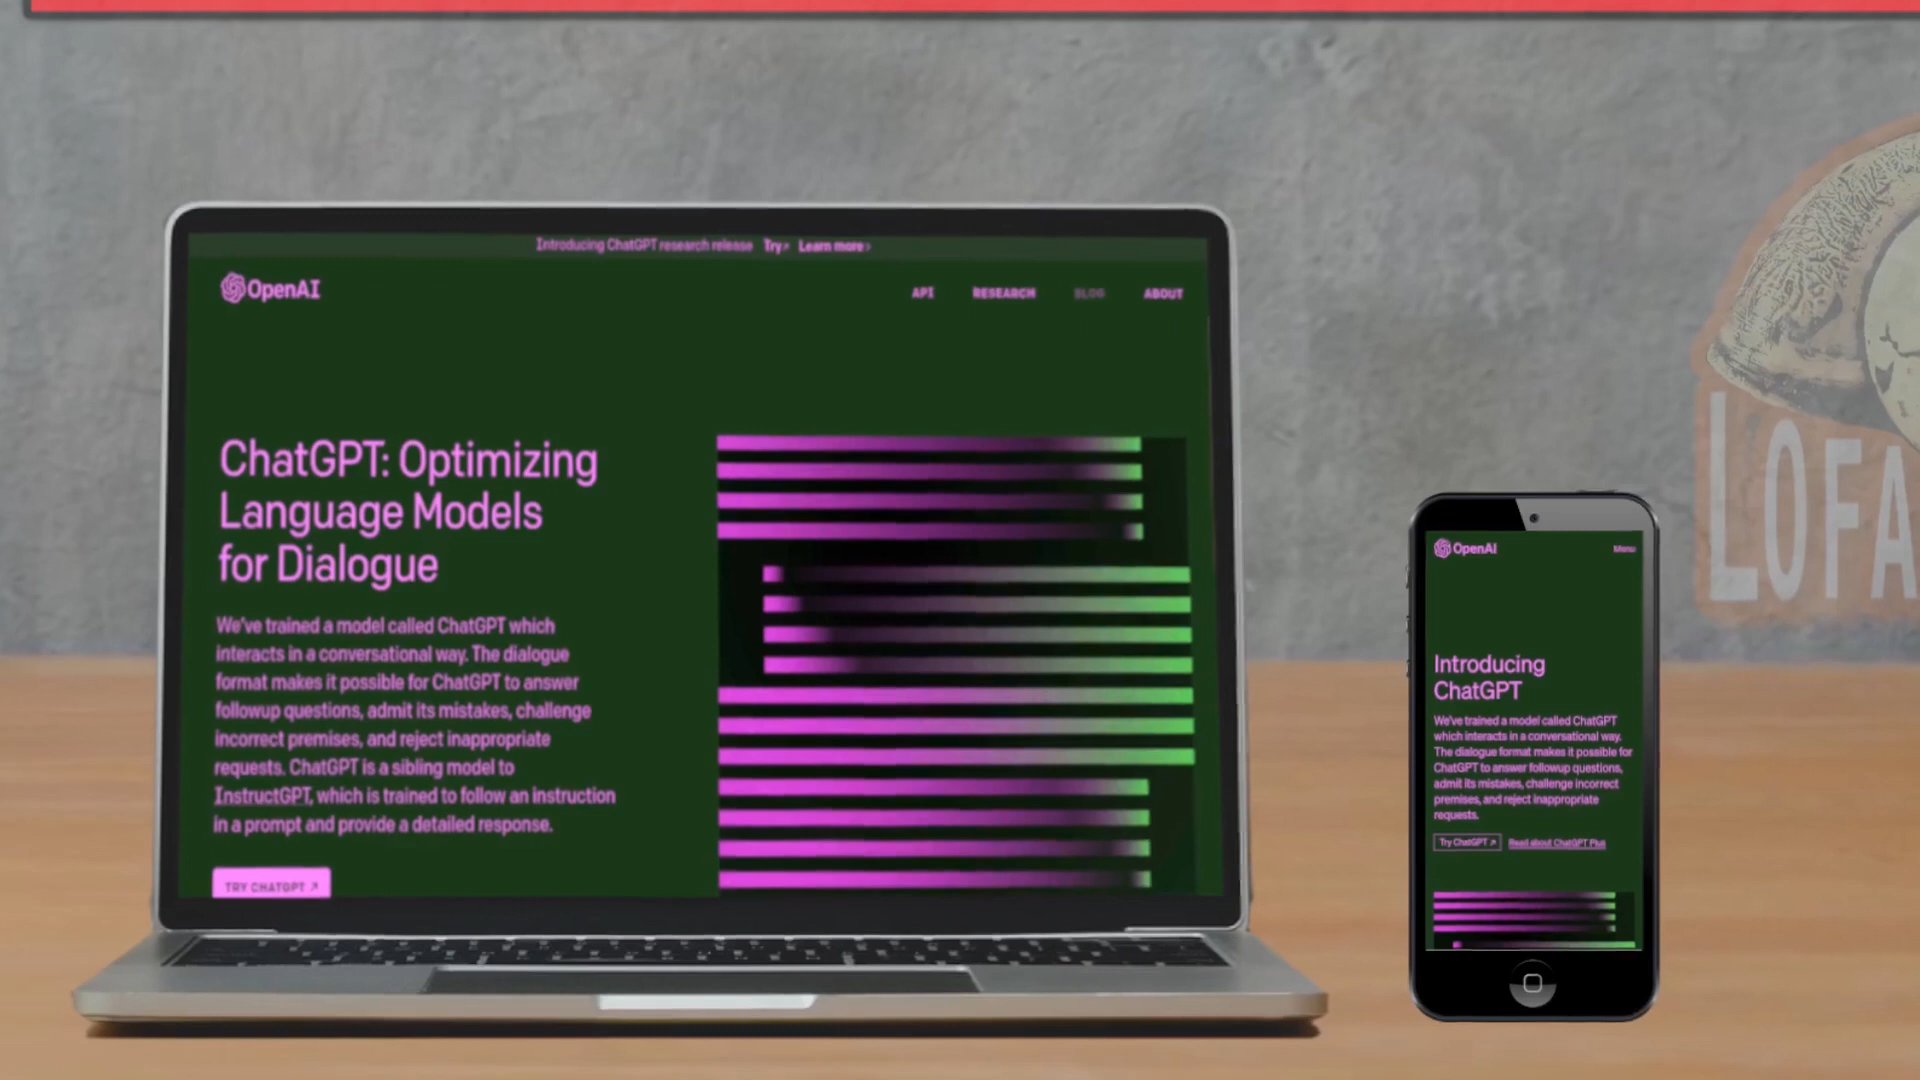 Introducing ChatGPT research release Try Learn more
OpenAI
API RESEARCH BLOG ABOUT
ChatGPT: Optimizing
Language Models
for Dialogue
We've trained a model called ChatGPT which
interacts in a conversational way. The dialogue
format makes it possible for ChatGPT to answer
followup questions, admit its mistakes, challenge
incorrect premises, and reject inappropriate
requests. ChatGPT is a sibling model to
InstructGPT, which is trained to follow an instruction
in a prompt and provide a detailed response.
TRY CHATGPT ↗
OpenAI Menu
Introducing
ChatGPT
We've trained a model called ChatGPT
which interacts in a conversational way.
The dialogue format makes it possible for
ChatGPT to answer followup questions,
admit its mistakes, challenge incorrect
premises, and reject inappropriate
requests.
Try ChatGPT ↗ Read about ChatGPT Plus
LOFA